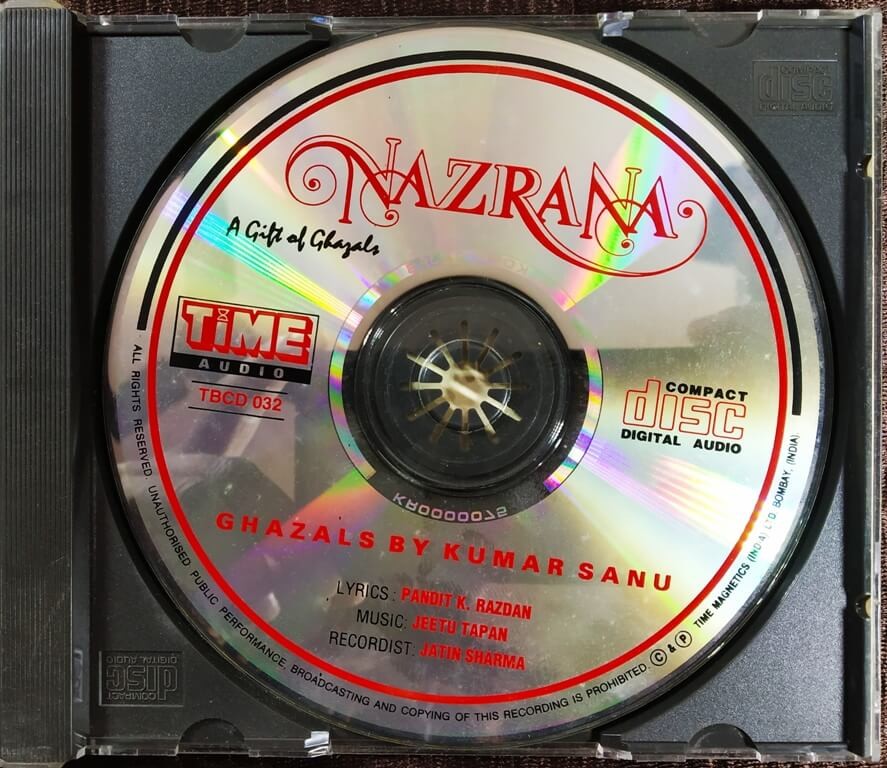 NAZRANA
A Gift of Ghazals
TiME
AUDIO
TBCD 032
COMPACT
disc
DIGITAL AUDIO
KR0000075
GHAZALS BY KUMAR SANU
LYRICS: PANDIT K. RAZDAN
MUSIC: JEETU TAPAN
RECORDIST: JATIN SHARMA
ALL RIGHTS RESERVED. UNAUTHORISED PUBLIC PERFORMANCE, BROADCASTING AND COPYING OF THIS RECORDING IS PROHIBITED. © & ℗ TIME MAGNETICS (INDIA) LTD BOMBAY. (INDIA)
COMPACT
disc
DIGITAL AUDIO
COMPACT
disc
DIGITAL AUDIO